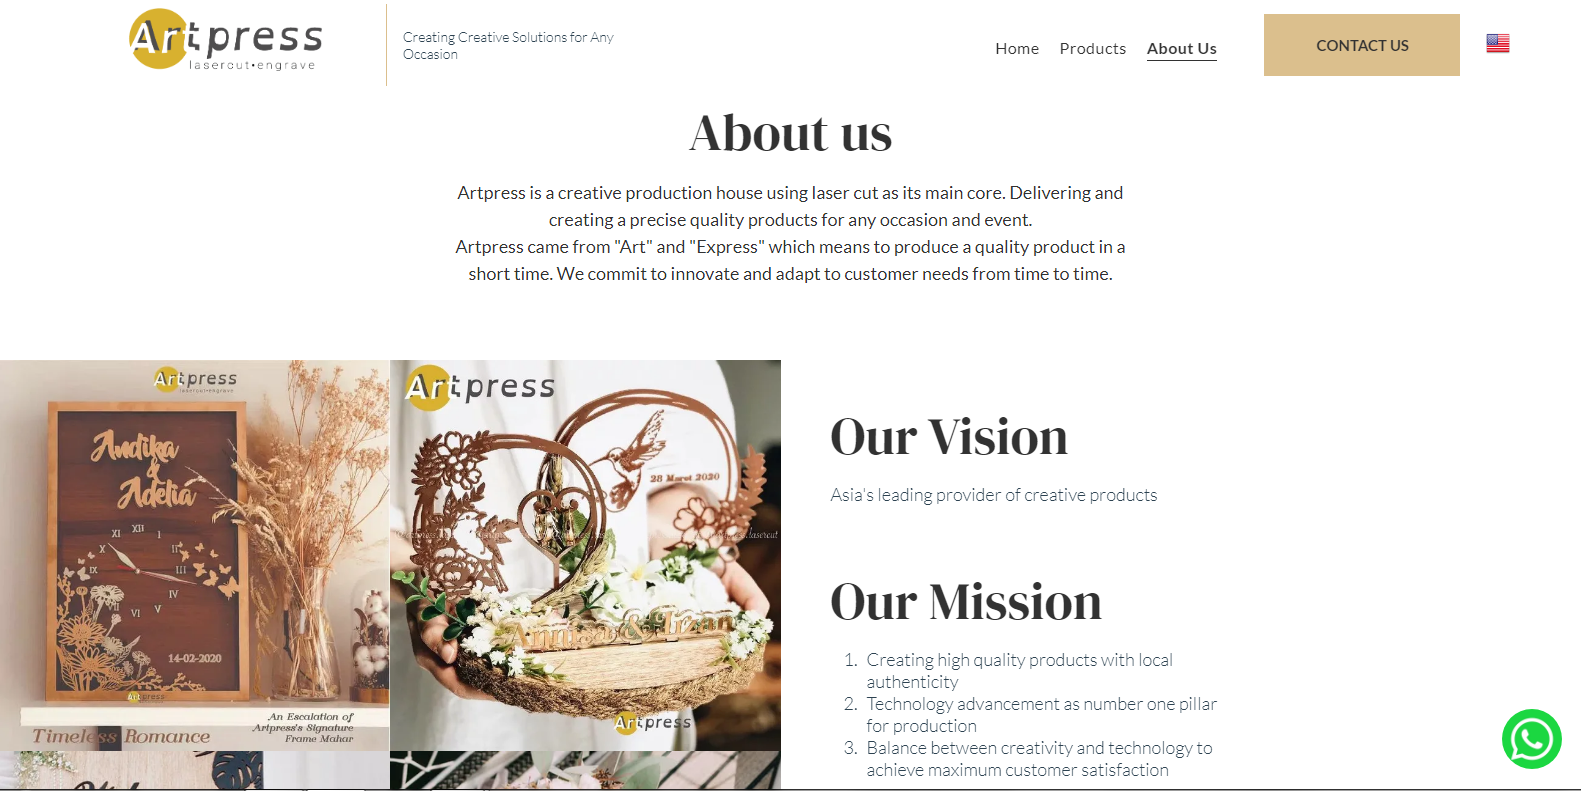 Artpress
lasercut•engrave
Creating Creative Solutions for Any
Occasion
Home
Products
About Us
CONTACT US
About us
Artpress is a creative production house using laser cut as its main core. Delivering and
creating a precise quality products for any occasion and event.
Artpress came from "Art" and "Express" which means to produce a quality product in a
short time. We commit to innovate and adapt to customer needs from time to time.
Artpress
lasercut•engrave
Andika
&
Adelia
XII
XI
I
X
II
IX
III
IV
VII
V
VI
14-02-2020
Artpress
An Escalation of
Artpress's Signature
Frame Mahar
Timeless Romance
Artpress
28 Maret 2020
Artpress
Our Vision
Asia's leading provider of creative products
Our Mission
1. Creating high quality products with local
authenticity
2. Technology advancement as number one pillar
for production
3. Balance between creativity and technology to
achieve maximum customer satisfaction